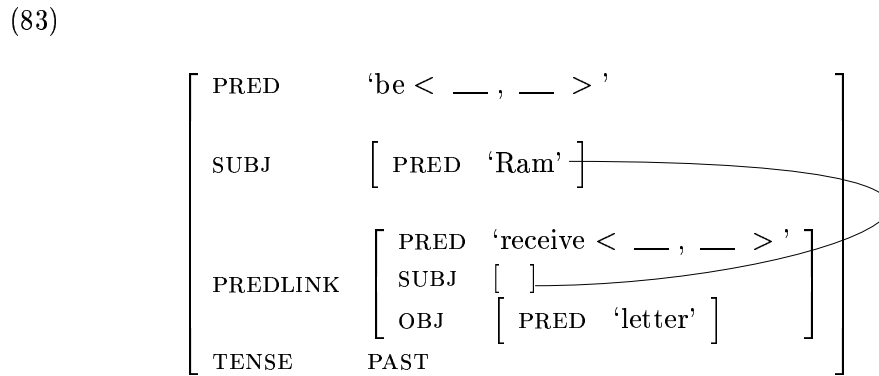 (83)
PRED ‘be < __ , __ > ’
SUBJ [ PRED ‘Ram’ ]
PRED ‘receive < __ , __ > ’
PREDLINK SUBJ [ ]
OBJ [ PRED ‘letter’ ]
TENSE PAST